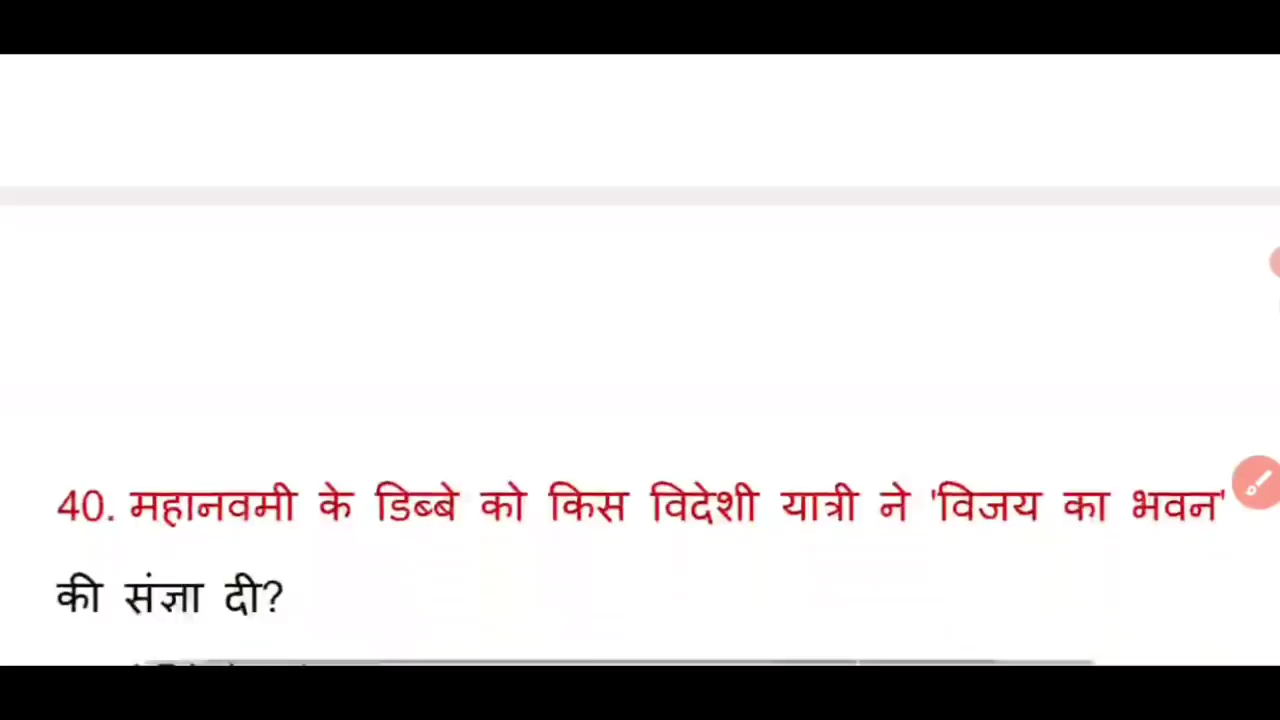 40. महानवमी के डिब्बे को किस विदेशी यात्री ने 'विजय का भवन'
की संज्ञा दी?